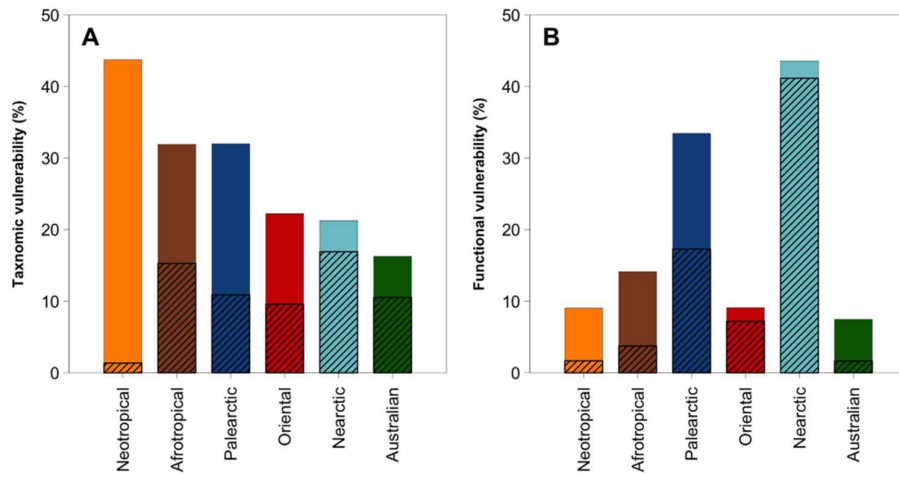 A
Taxnomic vulnerability (%)
50
40
30
20
10
0
Neotropical
Afrotropical
Palearctic
Oriental
Nearctic
Australian
B
Functional vulnerability (%)
50
40
30
20
10
0
Neotropical
Afrotropical
Palearctic
Oriental
Nearctic
Australian